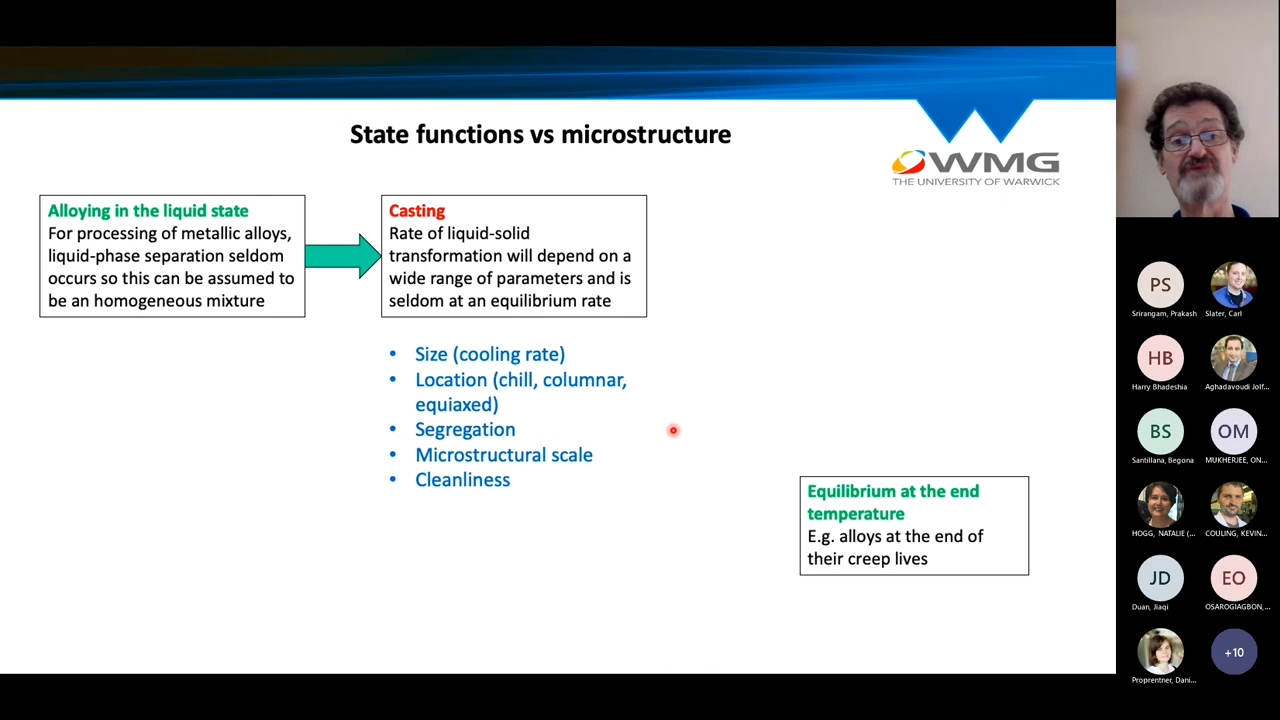 State functions vs microstructure
WMG
THE UNIVERSITY OF WARWICK
Alloying in the liquid state
For processing of metallic alloys,
liquid-phase separation seldom
occurs so this can be assumed to
be an homogeneous mixture
Casting
Rate of liquid-solid
transformation will depend on a
wide range of parameters and is
seldom at an equilibrium rate
• Size (cooling rate)
• Location (chill, columnar,
equiaxed)
• Segregation
• Microstructural scale
• Cleanliness
Equilibrium at the end
temperature
E.g. alloys at the end of
their creep lives
PS
Srirangam, Prakash
Slater, Carl
HB
Harry Bhadeshia
Aghadavoudi Jolf...
BS
Santillana, Begona
OM
MUKHERJEE, ON...
HOGG, NATALIE (...
COULING, KEVIN...
JD
Duan, Jiaqi
EO
OSAROGIAGBON,...
Proprentner, Dani...
+10